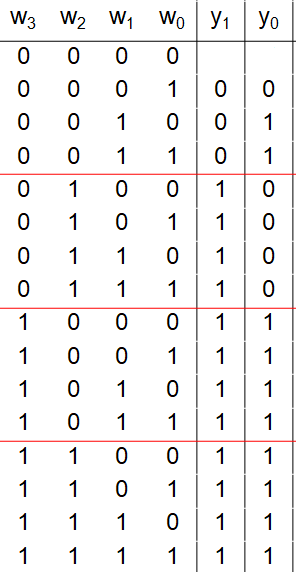 w₃ w₂ w₁ w₀ y₁ y₀
0 0 0 0
0 0 0 1 0 0
0 0 1 0 0 1
0 0 1 1 0 1
0 1 0 0 1 0
0 1 0 1 1 0
0 1 1 0 1 0
0 1 1 1 1 0
1 0 0 0 1 1
1 0 0 1 1 1
1 0 1 0 1 1
1 0 1 1 1 1
1 1 0 0 1 1
1 1 0 1 1 1
1 1 1 0 1 1
1 1 1 1 1 1